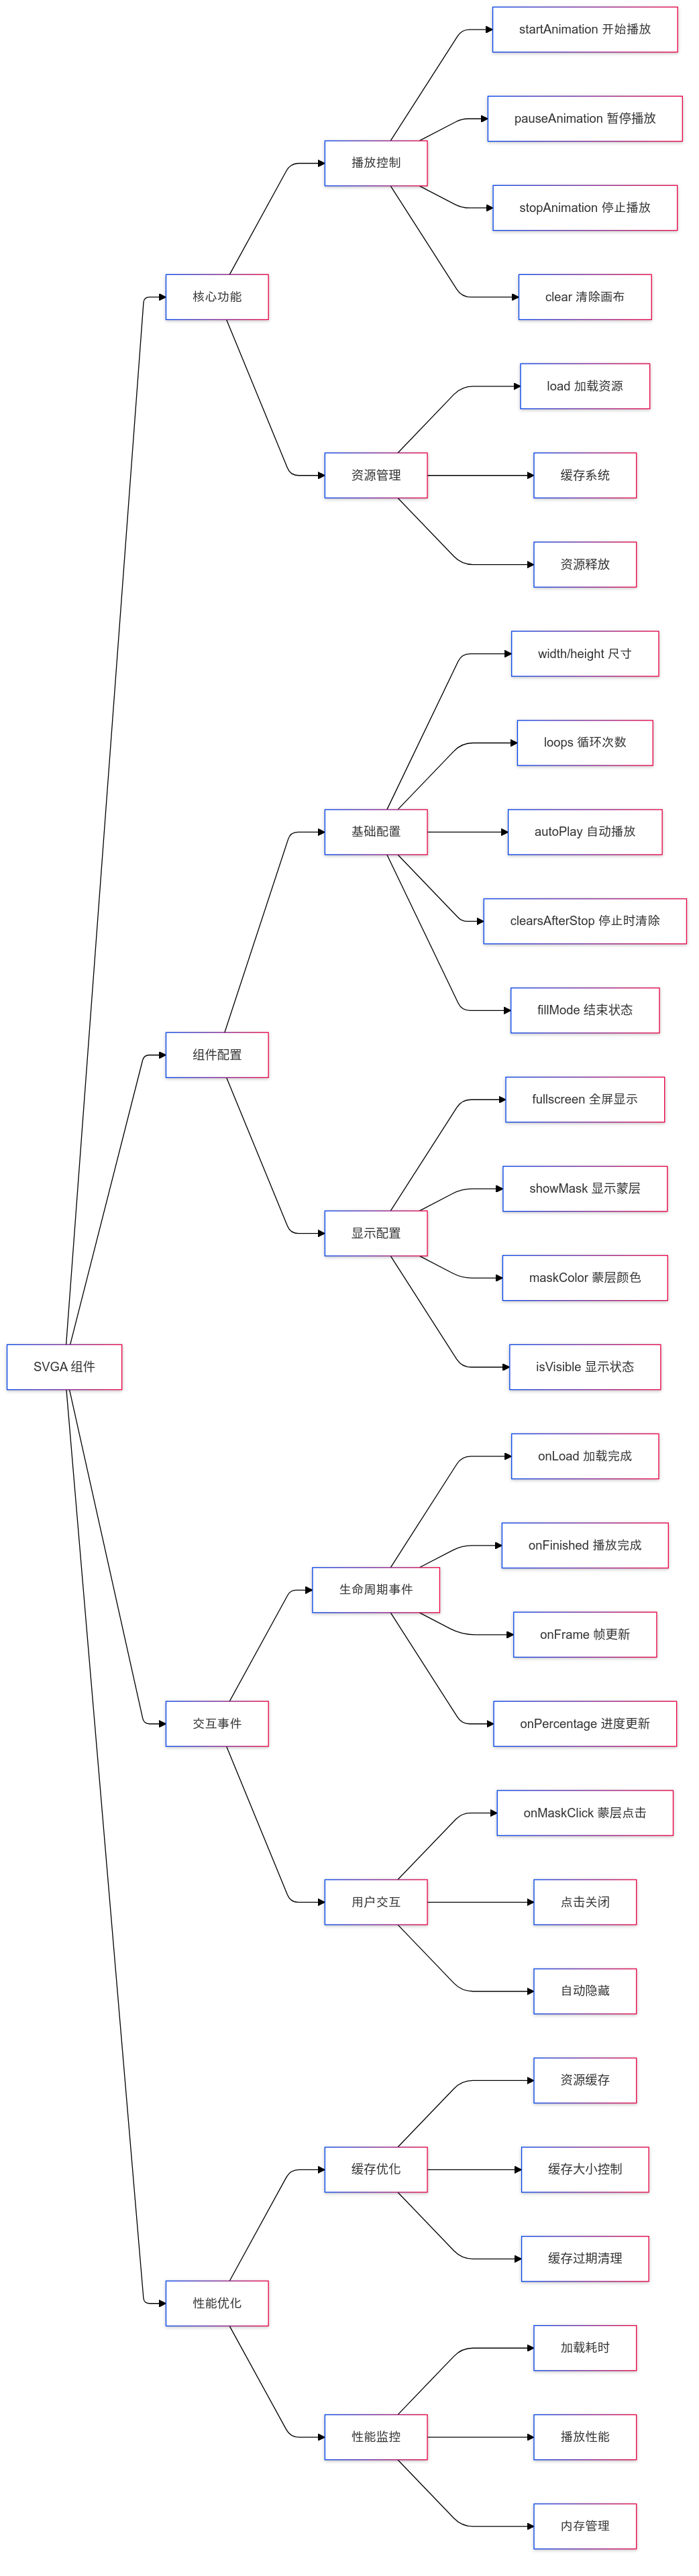 SVGA 组件
核心功能
播放控制
startAnimation 开始播放
pauseAnimation 暂停播放
stopAnimation 停止播放
clear 清除画布
资源管理
load 加载资源
缓存系统
资源释放
组件配置
基础配置
width/height 尺寸
loops 循环次数
autoPlay 自动播放
clearsAfterStop 停止时清除
fillMode 结束状态
显示配置
fullscreen 全屏显示
showMask 显示蒙层
maskColor 蒙层颜色
isVisible 显示状态
交互事件
生命周期事件
onLoad 加载完成
onFinished 播放完成
onFrame 帧更新
onPercentage 进度更新
用户交互
onMaskClick 蒙层点击
点击关闭
自动隐藏
性能优化
缓存优化
资源缓存
缓存大小控制
缓存过期清理
性能监控
加载耗时
播放性能
内存管理